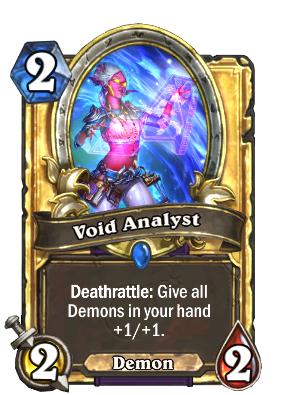 2
Void Analyst
Deathrattle: Give all
Demons in your hand
+1/+1.
2
Demon
2